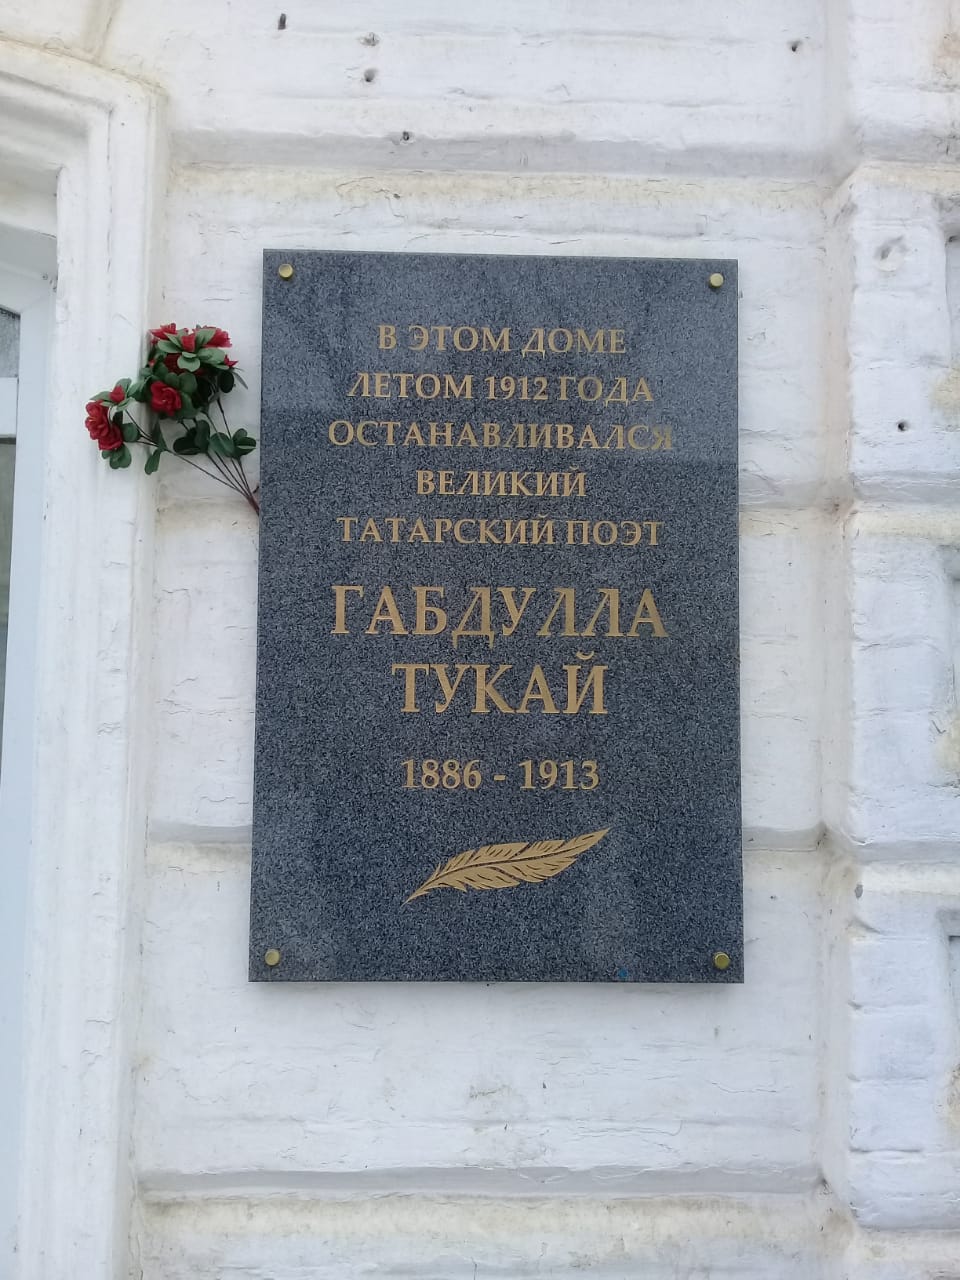 В ЭТОМ ДОМЕ
ЛЕТОМ 1912 ГОДА
ОСТАНАВЛИВАЛСЯ
ВЕЛИКИЙ
ТАТАРСКИЙ ПОЭТ
ГАБДУЛЛА
ТУКАЙ
1886 - 1913